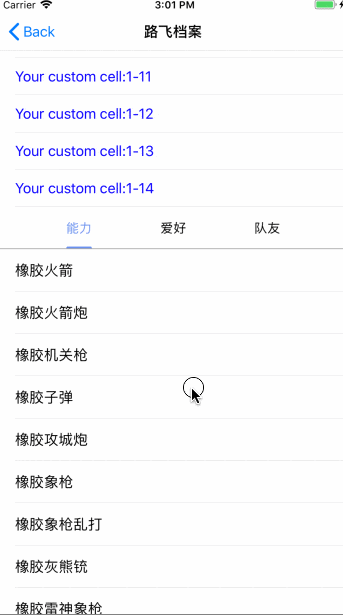 Carrier 3:01 PM
Back 路飞档案
Your custom cell:1-11
Your custom cell:1-12
Your custom cell:1-13
Your custom cell:1-14
能力 爱好 队友
橡胶火箭
橡胶火箭炮
橡胶机关枪
橡胶子弹
橡胶攻城炮
橡胶象枪
橡胶象枪乱打
橡胶灰熊铳
橡胶雷神象枪